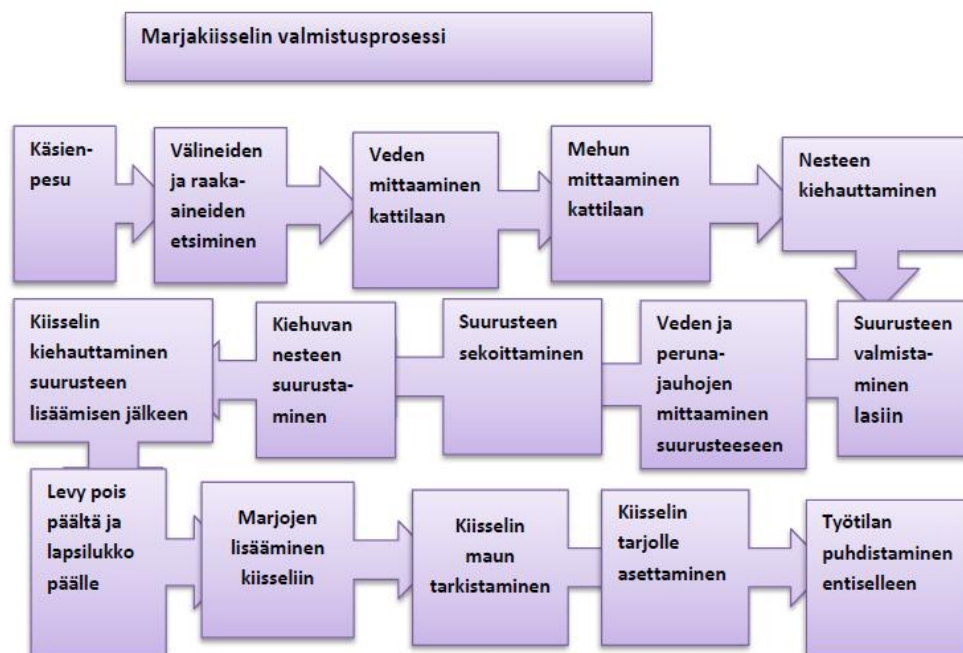 Marjakiisselin valmistusprosessi
Käsien-
pesu
Välineiden
ja raaka-
aineiden
etsiminen
Veden
mittaaminen
kattilaan
Mehun
mittaaminen
kattilaan
Nesteen
kiehauttaminen
Suurusteen
valmista-
minen
lasiin
Veden ja
peruna-
jauhojen
mittaaminen
suurusteeseen
Suurusteen
sekoittaminen
Kiehuvan
nesteen
suurusta-
minen
Kiisselin
kiehauttaminen
suurusteen
lisäämisen jälkeen
Levy pois
päältä ja
lapsilukko
päälle
Marjojen
lisääminen
kiisseliin
Kiisselin
maun
tarkistaminen
Kiisselin
tarjolle
asettaminen
Työtilan
puhdistaminen
entiselleen